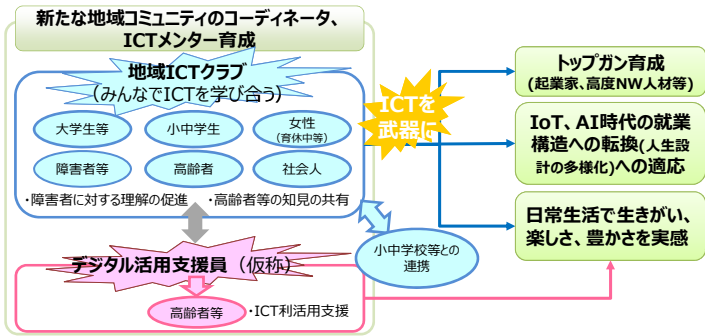 新たな地域コミュニティのコーディネータ、
ICTメンター育成
地域ICTクラブ
（みんなでICTを学び合う）
大学生等
小中学生
女性
（育休中等）
障害者等
高齢者
社会人
・障害者に対する理解の促進
・高齢者等の知見の共有
ICTを
武器に
小中学校等との
連携
デジタル活用支援員（仮称）
高齢者等
・ICT利活用支援
トップガン育成
(起業家、高度NW人材等)
IoT、AI時代の就業
構造への転換(人生設
計の多様化)への適応
日常生活で生きがい、
楽しさ、豊かさを実感